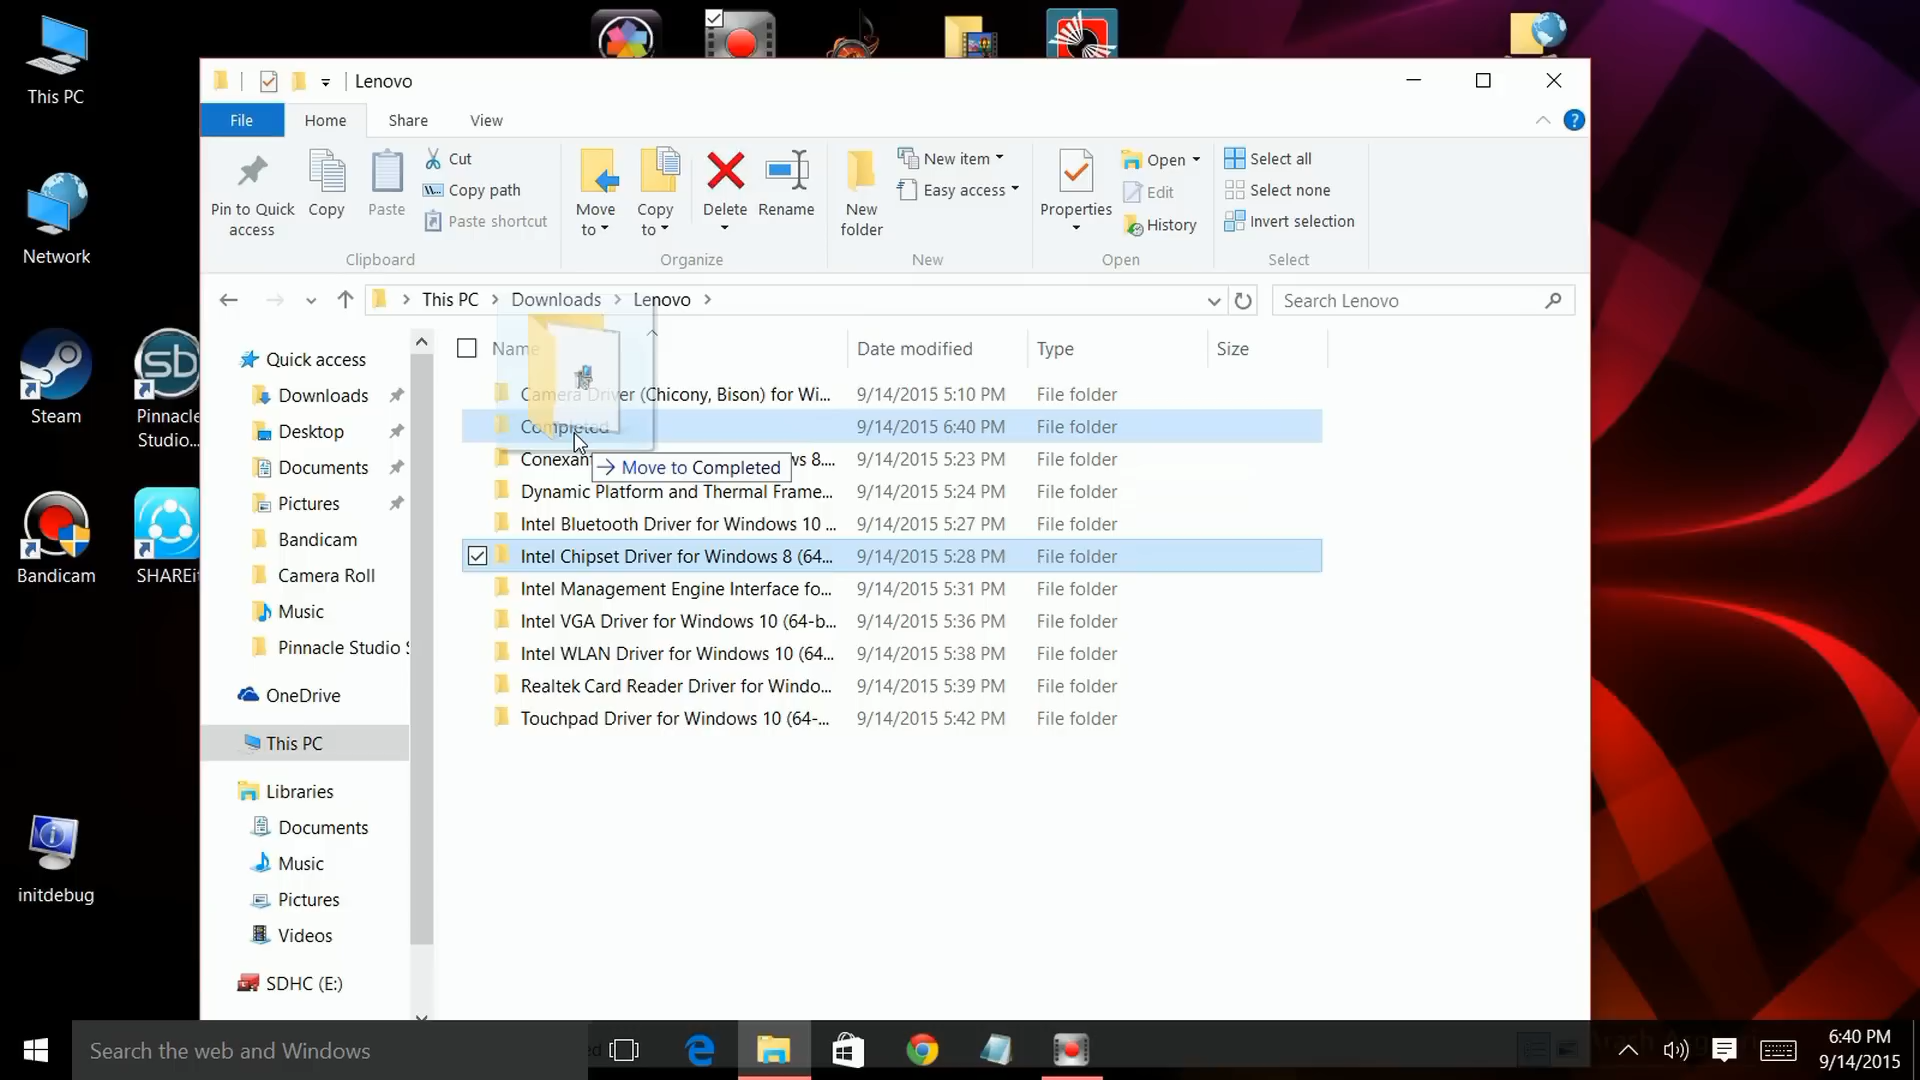 This PC
Network
Steam
Pinnacle
Studio...
Bandicam
SHAREit
initdebug
Lenovo
File
Home
Share
View
Pin to Quick
access
Copy
Paste
Cut
Copy path
Paste shortcut
Clipboard
Move
to
Copy
to
Delete
Rename
Organize
New
folder
New item
Easy access
New
Properties
Open
Edit
History
Open
Select all
Select none
Invert selection
Select
This PC > Downloads > Lenovo >
Search Lenovo
Quick access
Downloads
Desktop
Documents
Pictures
Bandicam
Camera Roll
Music
Pinnacle Studio
OneDrive
This PC
Libraries
Documents
Music
Pictures
Videos
SDHC (E:)
Name Date modified Type Size
Camera Driver (Chicony, Bison) for Wi... 9/14/2015 5:10 PM File folder
Completed 9/14/2015 6:40 PM File folder
Conexant ws 8.... 9/14/2015 5:23 PM File folder
Move to Completed
Dynamic Platform and Thermal Frame... 9/14/2015 5:24 PM File folder
Intel Bluetooth Driver for Windows 10 ... 9/14/2015 5:27 PM File folder
Intel Chipset Driver for Windows 8 (64... 9/14/2015 5:28 PM File folder
Intel Management Engine Interface fo... 9/14/2015 5:31 PM File folder
Intel VGA Driver for Windows 10 (64-b... 9/14/2015 5:36 PM File folder
Intel WLAN Driver for Windows 10 (64... 9/14/2015 5:38 PM File folder
Realtek Card Reader Driver for Windo... 9/14/2015 5:39 PM File folder
Touchpad Driver for Windows 10 (64-... 9/14/2015 5:42 PM File folder
Search the web and Windows
6:40 PM
9/14/2015